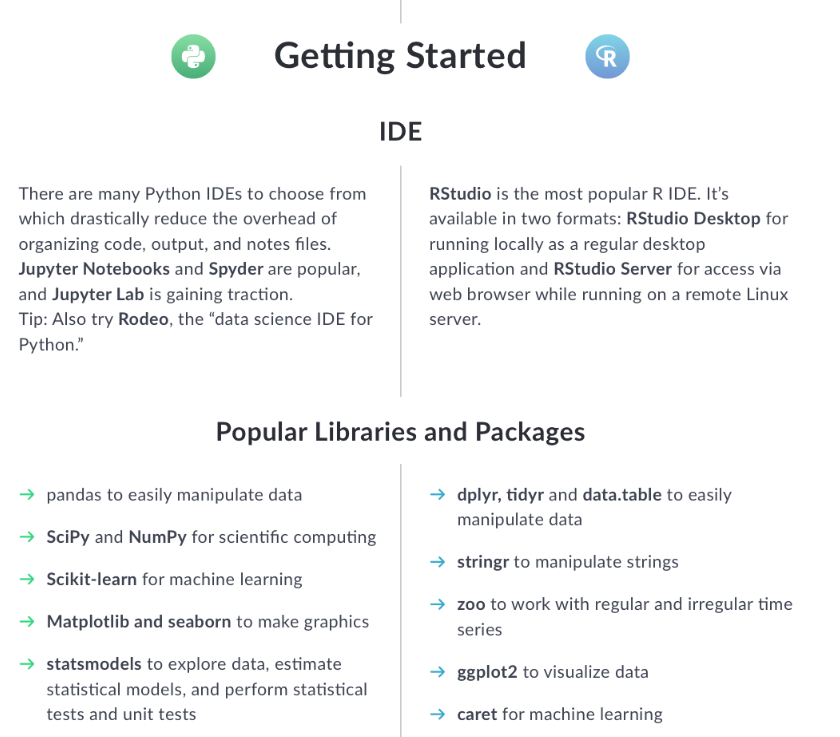 Getting Started
R
IDE
There are many Python IDEs to choose from
which drastically reduce the overhead of
organizing code, output, and notes files.
Jupyter Notebooks and Spyder are popular,
and Jupyter Lab is gaining traction.
Tip: Also try Rodeo, the “data science IDE for
Python.”
RStudio is the most popular R IDE. It’s
available in two formats: RStudio Desktop for
running locally as a regular desktop
application and RStudio Server for access via
web browser while running on a remote Linux
server.
Popular Libraries and Packages
pandas to easily manipulate data
SciPy and NumPy for scientific computing
Scikit-learn for machine learning
Matplotlib and seaborn to make graphics
statsmodels to explore data, estimate
statistical models, and perform statistical
tests and unit tests
dplyr, tidyr and data.table to easily
manipulate data
stringr to manipulate strings
zoo to work with regular and irregular time
series
ggplot2 to visualize data
caret for machine learning